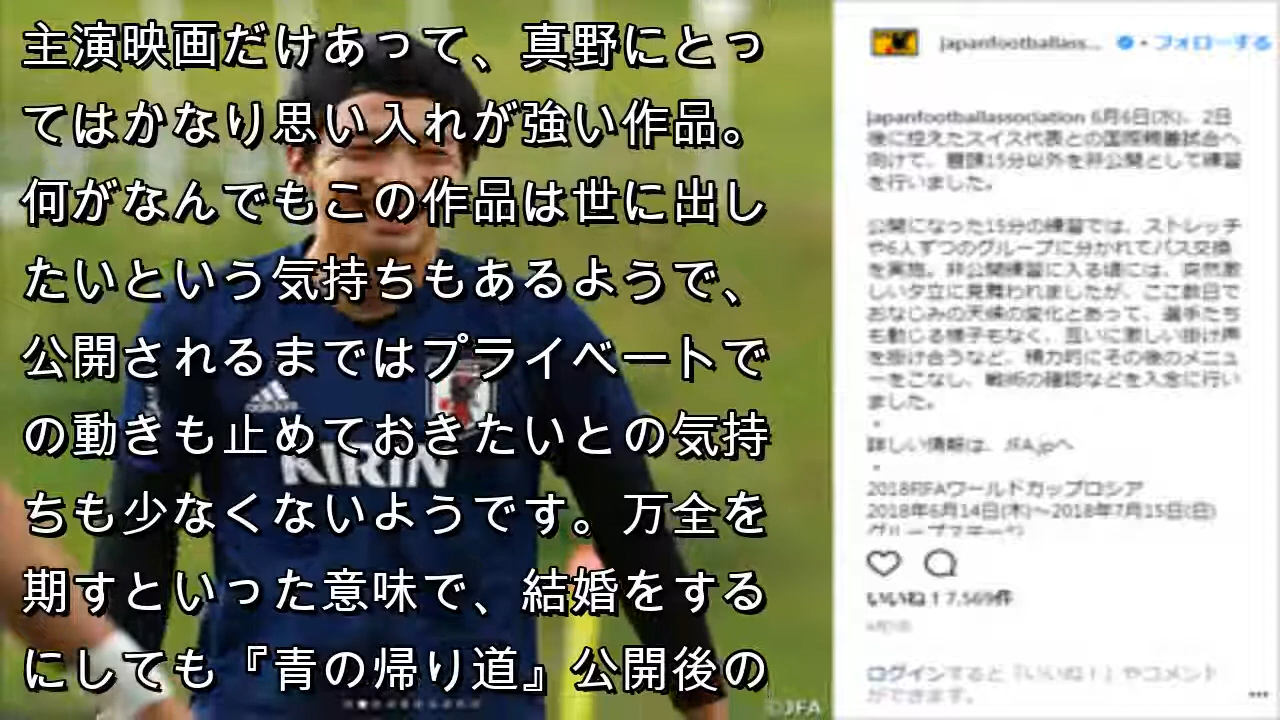 主演映画だけあって、真野にとっ
てはかなり思い入れが強い作品。
何がなんでもこの作品は世に出し
たいという気持ちもあるようで、
公開されるまではプライベートで
の動きも止めておきたいとの気持
ちも少なくないようです。万全を
期すといった意味で、結婚をする
にしても『青の帰り道』公開後の
adidas
KIRIN
©JFA
japanfootballass... • フォローする
japanfootballassociation 6月6日(水)、2日
後に控えたスイス代表との国際親善試合へ
向けて、冒頭15分以外を非公開として練習
を行いました。
公開になった15分の練習では、ストレッチ
や6人ずつのグループに分かれてパス交換
を実施。非公開練習に入る頃には、突然激
しい夕立に見舞われましたが、ここ数日で
おなじみの天候の変化とあって、選手たち
も動じる様子もなく、互いに激しい掛け声
を掛け合うなど、精力的にその後のメニュ
ーをこなし、戦術の確認などを入念に行い
ました。
詳しい情報は、JFA.jpへ
2018FIFAワールドカップロシア
2018年6月14日(木)～2018年7月15日(日)
いいね！7,569件
ログインすると「いいね！」やコメント
ができます。